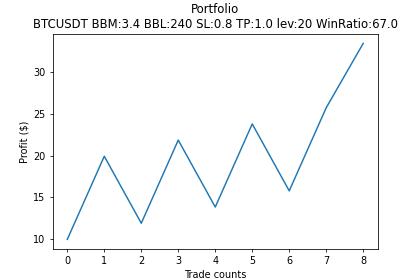 Portfolio
BTCUSDT BBM:3.4 BBL:240 SL:0.8 TP:1.0 lev:20 WinRatio:67.0
30
25
20
15
10
Profit ($)
0 1 2 3 4 5 6 7 8
Trade counts